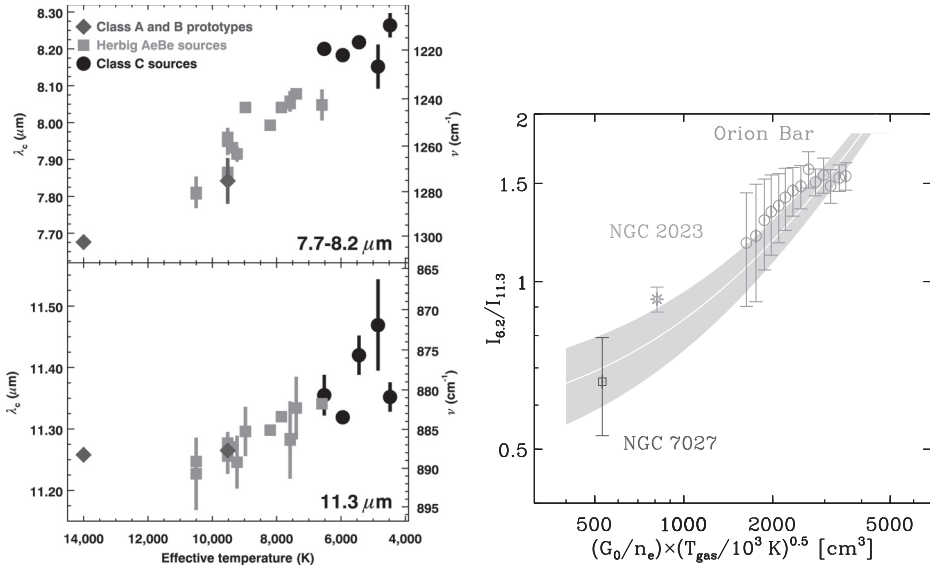 8.30
8.20
8.10
8.00
7.90
7.80
7.70
λc (μm)
Class A and B prototypes
Herbig AeBe sources
Class C sources
7.7-8.2 μm
1220
1240
1260
1280
1300
ν (cm⁻¹)
11.50
11.40
11.30
11.20
λc (μm)
11.3 μm
865
870
875
880
885
890
895
ν (cm⁻¹)
14,000 12,000 10,000 8,000 6,000 4,000
Effective temperature (K)
2
1.5
1
0.5
I6.2/I11.3
Orion Bar
NGC 2023
NGC 7027
500 1000 2000 5000
(G0/ne)×(Tgas/10³ K)^0.5 [cm³]